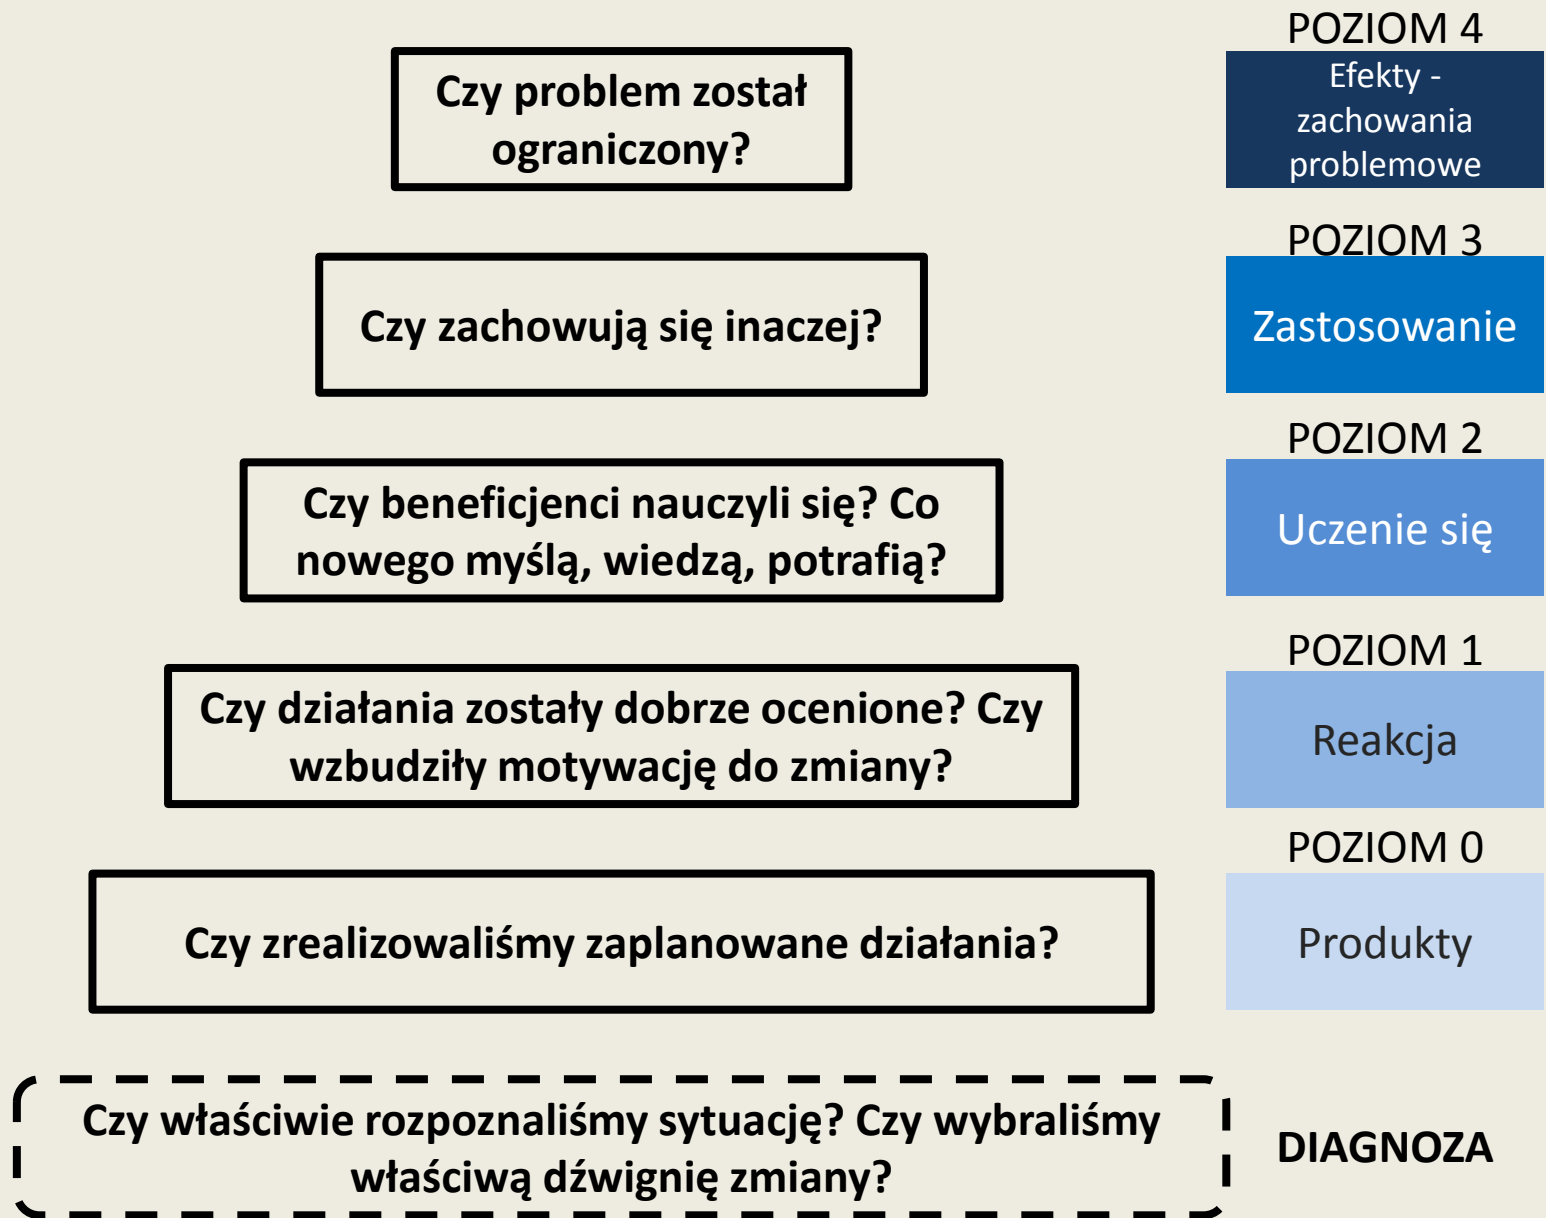 POZIOM 4
Czy problem został
ograniczony?
Efekty -
zachowania
problemowe
POZIOM 3
Czy zachowują się inaczej?
Zastosowanie
POZIOM 2
Czy beneficjenci nauczyli się? Co
nowego myślą, wiedzą, potrafią?
Uczenie się
POZIOM 1
Czy działania zostały dobrze ocenione? Czy
wzbudziły motywację do zmiany?
Reakcja
POZIOM 0
Czy zrealizowaliśmy zaplanowane działania?
Produkty
Czy właściwie rozpoznaliśmy sytuację? Czy wybraliśmy
właściwą dźwignię zmiany?
DIAGNOZA